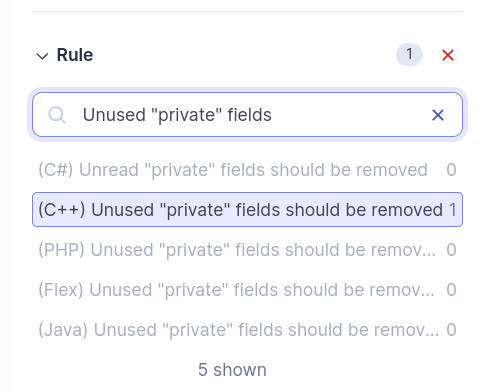 Rule 1
Unused "private" fields
(C#) Unread "private" fields should be removed 0
(C++) Unused "private" fields should be removed 1
(PHP) Unused "private" fields should be remov... 0
(Flex) Unused "private" fields should be remov... 0
(Java) Unused "private" fields should be remov... 0
5 shown